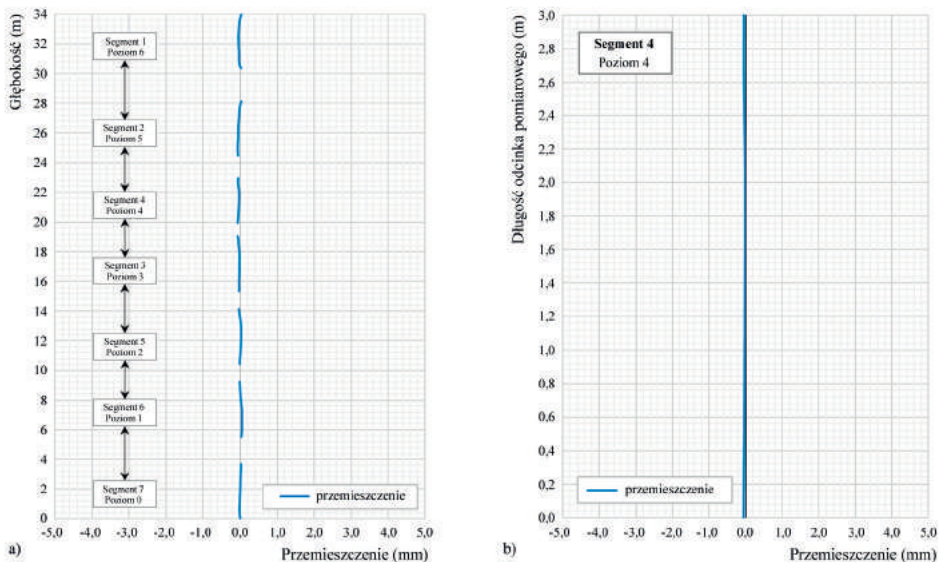 Głębokość (m)
34
32
30
28
26
24
22
20
18
16
14
12
10
8
6
4
2
0
Segment 1
Poziom 6
Segment 2
Poziom 5
Segment 4
Poziom 4
Segment 3
Poziom 3
Segment 5
Poziom 2
Segment 6
Poziom 1
Segment 7
Poziom 0
przemieszczenie
-5,0 -4,0 -3,0 -2,0 -1,0 0,0 1,0 2,0 3,0 4,0 5,0
a)
Przemieszczenie (mm)
Długość odcinka pomiarowego (m)
3,0
2,8
2,6
2,4
2,2
2,0
1,8
1,6
1,4
1,2
1,0
0,8
0,6
0,4
0,2
0,0
Segment 4
Poziom 4
przemieszczenie
-5,0 -4,0 -3,0 -2,0 -1,0 0,0 1,0 2,0 3,0 4,0 5,0
b)
Przemieszczenie (mm)